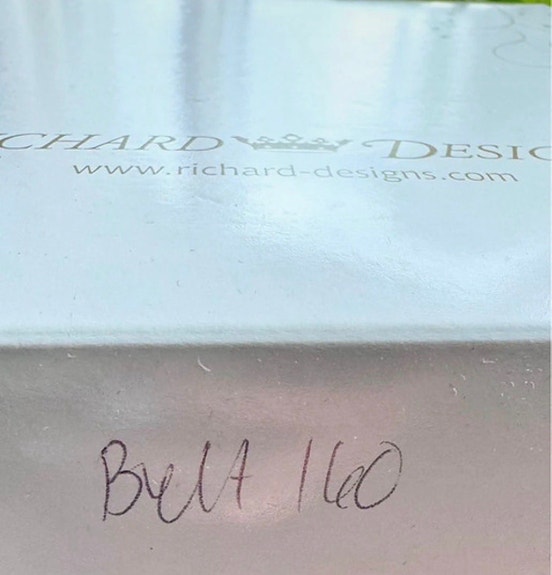 CHARD DESIG
www.richard-designs.com
Belt 160